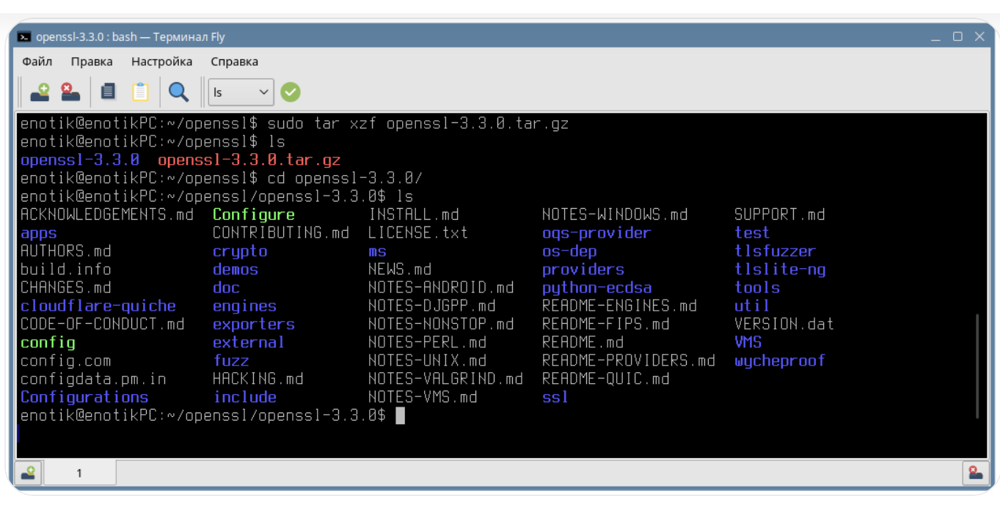 openssl-3.3.0 : bash — Терминал Fly
Файл Правка Настройка Справка
ls
enotik@enotikPC:~/openssl$ sudo tar xzf openssl-3.3.0.tar.gz
enotik@enotikPC:~/openssl$ ls
openssl-3.3.0 openssl-3.3.0.tar.gz
enotik@enotikPC:~/openssl$ cd openssl-3.3.0/
enotik@enotikPC:~/openssl/openssl-3.3.0$ ls
ACKNOWLEDGEMENTS.md Configure INSTALL.md NOTES-WINDOWS.md SUPPORT.md
apps CONTRIBUTING.md LICENSE.txt oqs-provider test
AUTHORS.md crypto ms os-dep tlsfuzzer
build.info demos NEWS.md providers tlslite-ng
CHANGES.md doc NOTES-ANDROID.md python-ecdsa tools
cloudflare-quiche engines NOTES-DJGPP.md README-ENGINES.md util
CODE-OF-CONDUCT.md exporters NOTES-NONSTOP.md README-FIPS.md VERSION.dat
config external NOTES-PERL.md README.md VMS
config.com fuzz NOTES-UNIX.md README-PROVIDERS.md wycheproof
configdata.pm.in HACKING.md NOTES-VALGRIND.md README-QUIC.md
Configurations include NOTES-VMS.md ssl
enotik@enotikPC:~/openssl/openssl-3.3.0$
1